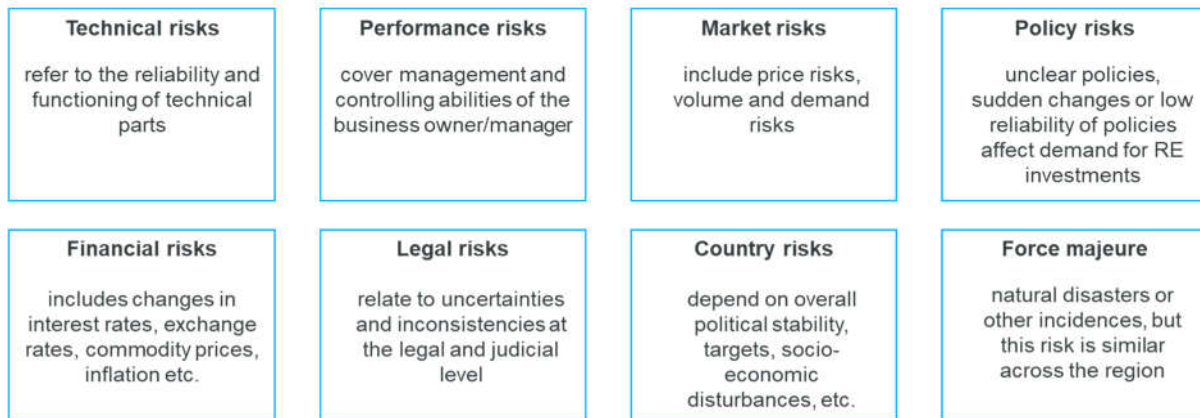 Technical risks
refer to the reliability and
functioning of technical
parts
Performance risks
cover management and
controlling abilities of the
business owner/manager
Market risks
include price risks,
volume and demand
risks
Policy risks
unclear policies,
sudden changes or low
reliability of policies
affect demand for RE
investments
Financial risks
includes changes in
interest rates, exchange
rates, commodity prices,
inflation etc.
Legal risks
relate to uncertainties
and inconsistencies at
the legal and judicial
level
Country risks
depend on overall
political stability,
targets, socio-
economic
disturbances, etc.
Force majeure
natural disasters or
other incidences, but
this risk is similar
across the region